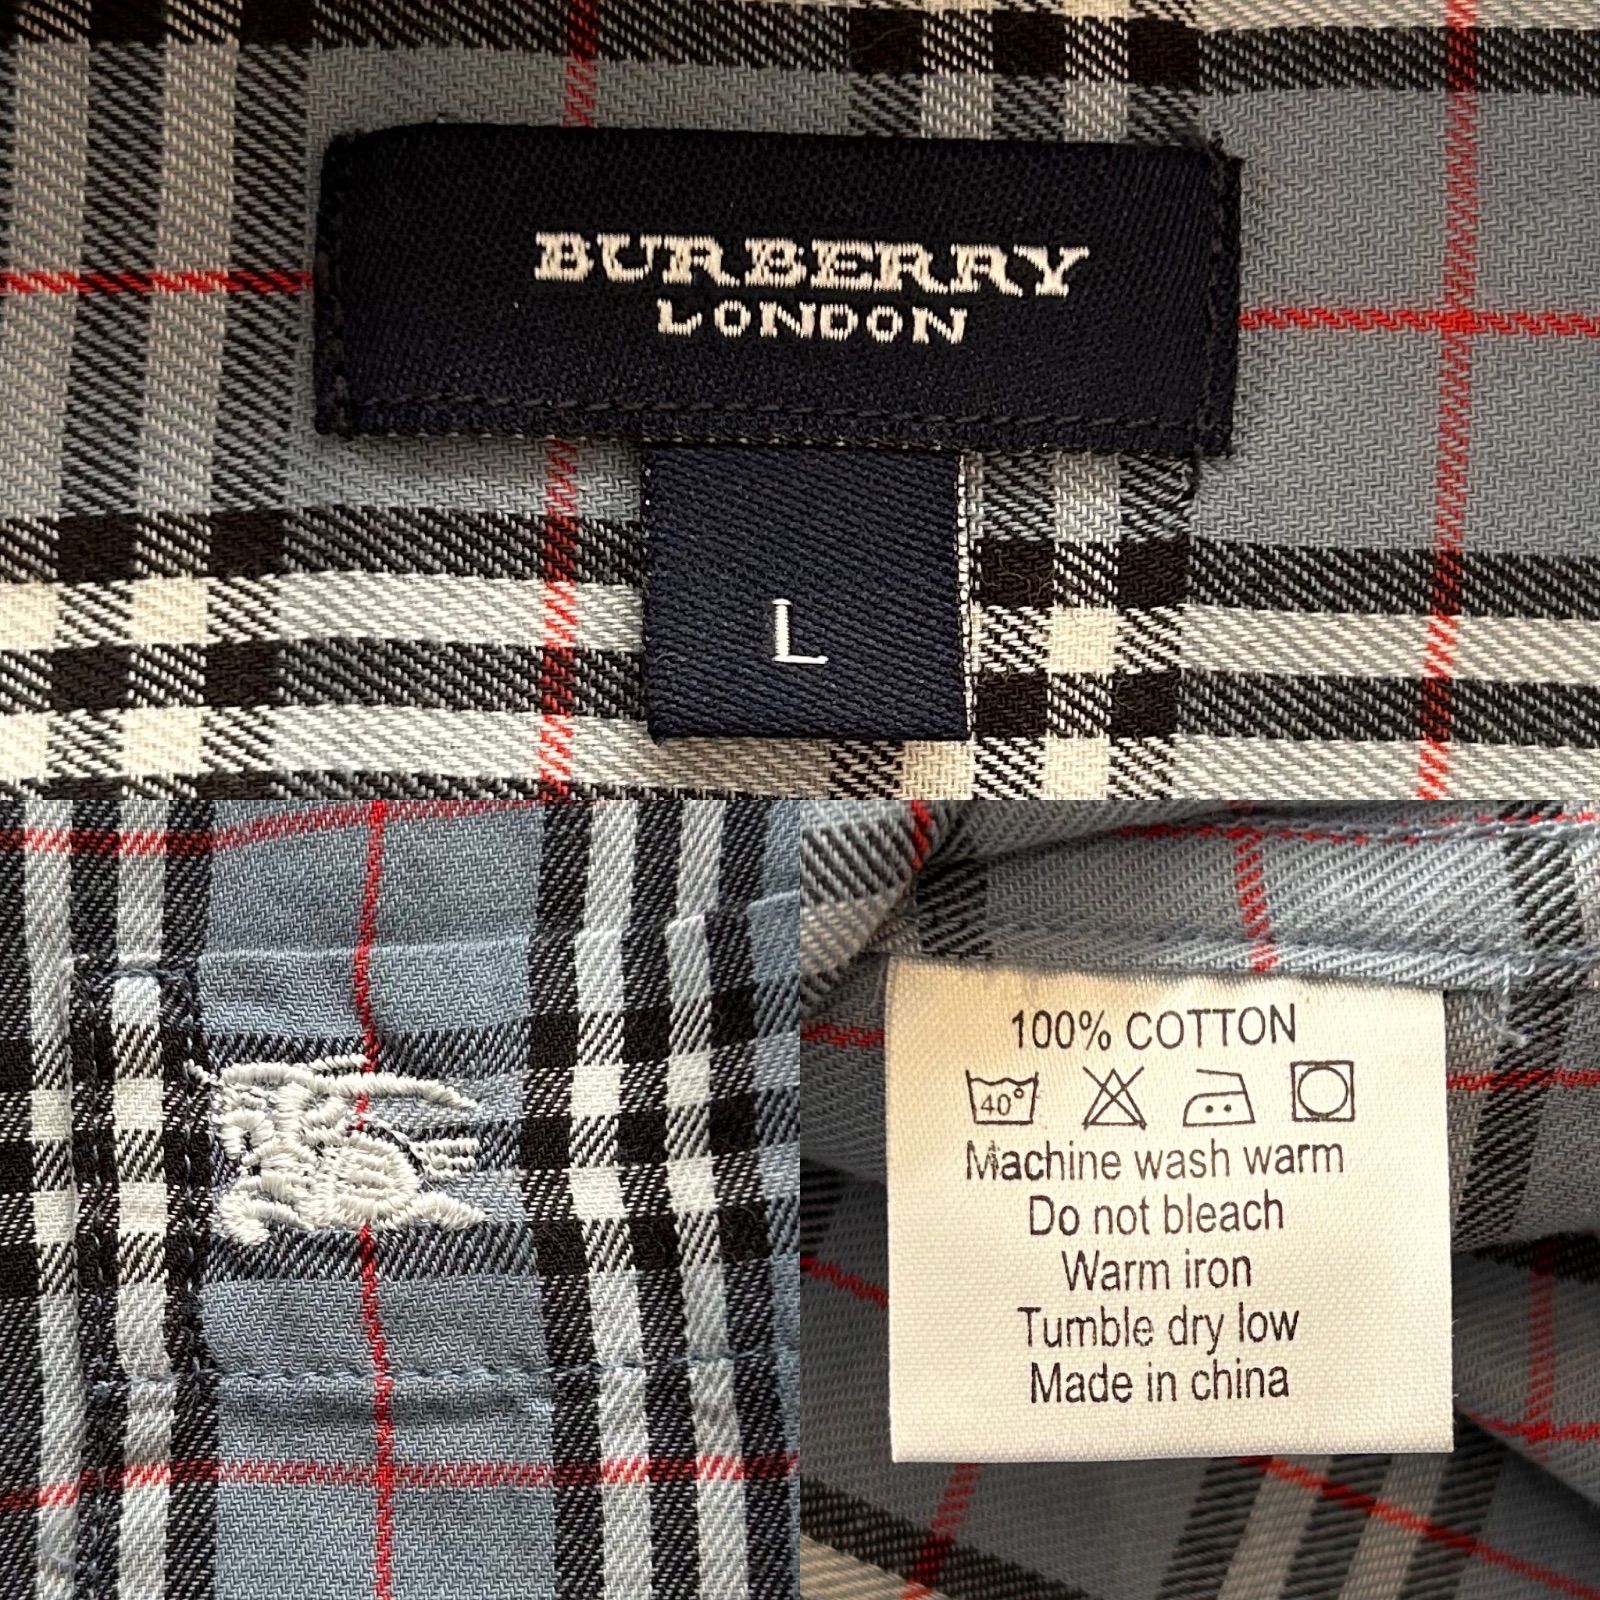 BURBERRY
LONDON
L
100% COTTON
40°
Machine wash warm
Do not bleach
Warm iron
Tumble dry low
Made in china